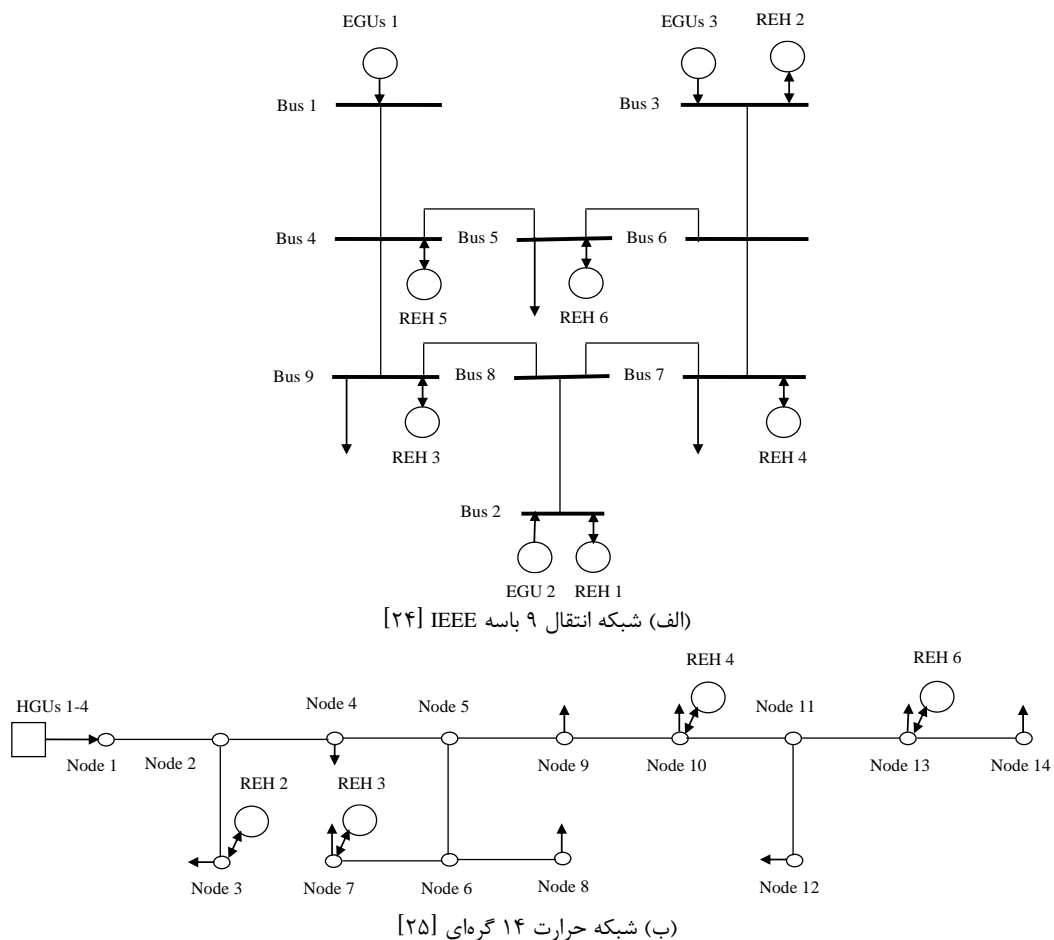 EGUs 1
EGUs 3
REH 2
Bus 1
Bus 3
Bus 4
Bus 5
Bus 6
REH 5
REH 6
Bus 9
Bus 8
Bus 7
REH 3
REH 4
Bus 2
EGU 2
REH 1
(الف) شبکه انتقال ۹ باسه IEEE [۲۴]
REH 4
REH 6
HGUs 1-4
Node 4
Node 5
Node 11
Node 1
Node 2
Node 9
Node 10
Node 13
Node 14
REH 2
REH 3
Node 3
Node 7
Node 6
Node 8
Node 12
(ب) شبکه حرارت ۱۴ گره‌ای [۲۵]